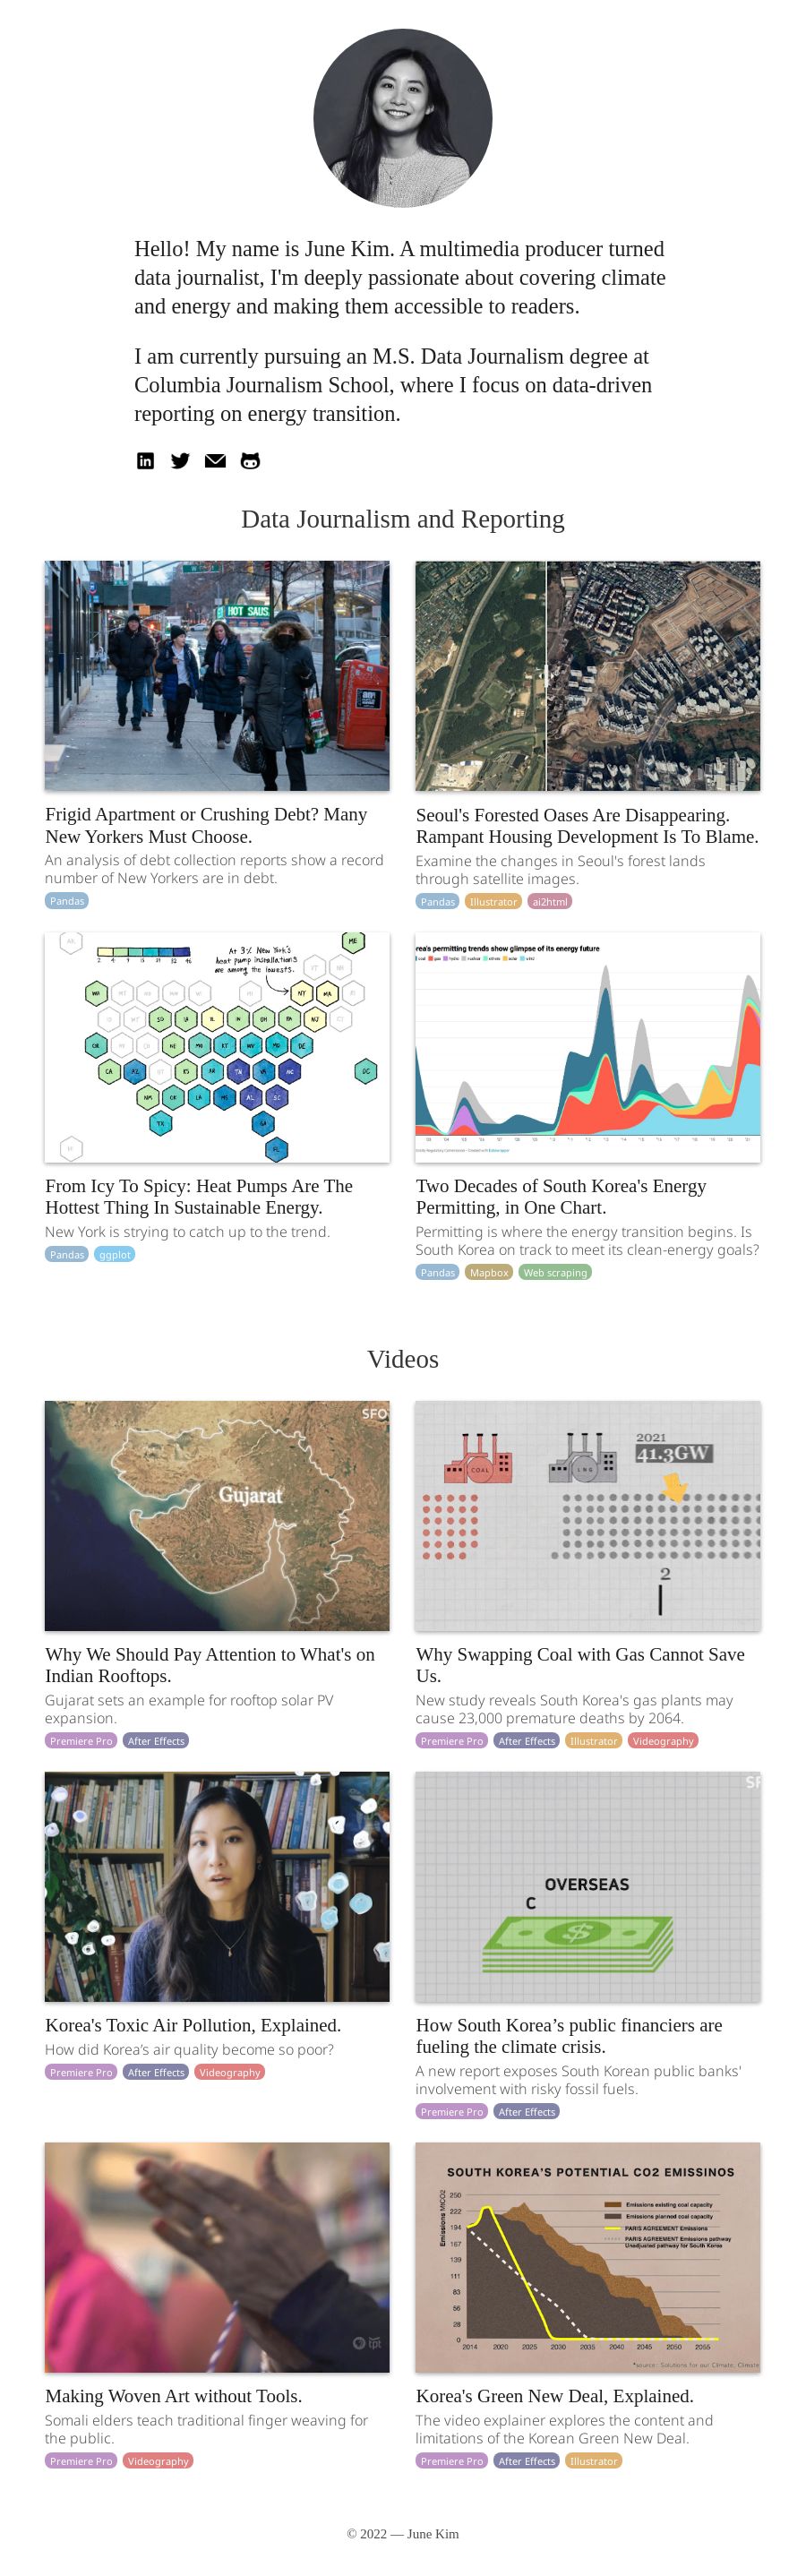 Hello! My name is June Kim. A multimedia producer turned
data journalist, I'm deeply passionate about covering climate
and energy and making them accessible to readers.
I am currently pursuing an M.S. Data Journalism degree at
Columbia Journalism School, where I focus on data-driven
reporting on energy transition.
Data Journalism and Reporting
HOT SAUS
Frigid Apartment or Crushing Debt? Many
New Yorkers Must Choose.
An analysis of debt collection reports show a record
number of New Yorkers are in debt.
Pandas
Seoul's Forested Oases Are Disappearing.
Rampant Housing Development Is To Blame.
Examine the changes in Seoul's forest lands
through satellite images.
Pandas Illustrator ai2html
At 3% New York's
heat pump installations
are among the lowest.
ME
NY
rea's permitting trends show glimpse of its energy future
From Icy To Spicy: Heat Pumps Are The
Hottest Thing In Sustainable Energy.
New York is strying to catch up to the trend.
Pandas ggplot
Two Decades of South Korea's Energy
Permitting, in One Chart.
Permitting is where the energy transition begins. Is
South Korea on track to meet its clean-energy goals?
Pandas Mapbox Web scraping
Videos
SFO
Gujarat
2021
41.3GW
COAL
LNG
2
Why We Should Pay Attention to What's on
Indian Rooftops.
Gujarat sets an example for rooftop solar PV
expansion.
Premiere Pro After Effects
Why Swapping Coal with Gas Cannot Save
Us.
New study reveals South Korea's gas plants may
cause 23,000 premature deaths by 2064.
Premiere Pro After Effects Illustrator Videography
OVERSEAS
C
Korea's Toxic Air Pollution, Explained.
How did Korea’s air quality become so poor?
Premiere Pro After Effects Videography
How South Korea’s public financiers are
fueling the climate crisis.
A new report exposes South Korean public banks'
involvement with risky fossil fuels.
Premiere Pro After Effects
tpt
SOUTH KOREA'S POTENTIAL CO2 EMISSINOS
Emissions MtCO2
250
222
194
167
139
111
83
56
28
0
2014 2020 2025 2030 2035 2040 2045 2050 2055
Emissions existing coal capacity
Emissions planned coal capacity
PARIS AGREEMENT Emissions
PARIS AGREEMENT Emissions pathway
Unadjusted pathway for South Korea
*source: Solutions for our Climate, Climate
Making Woven Art without Tools.
Somali elders teach traditional finger weaving for
the public.
Premiere Pro Videography
Korea's Green New Deal, Explained.
The video explainer explores the content and
limitations of the Korean Green New Deal.
Premiere Pro After Effects Illustrator
© 2022 — June Kim